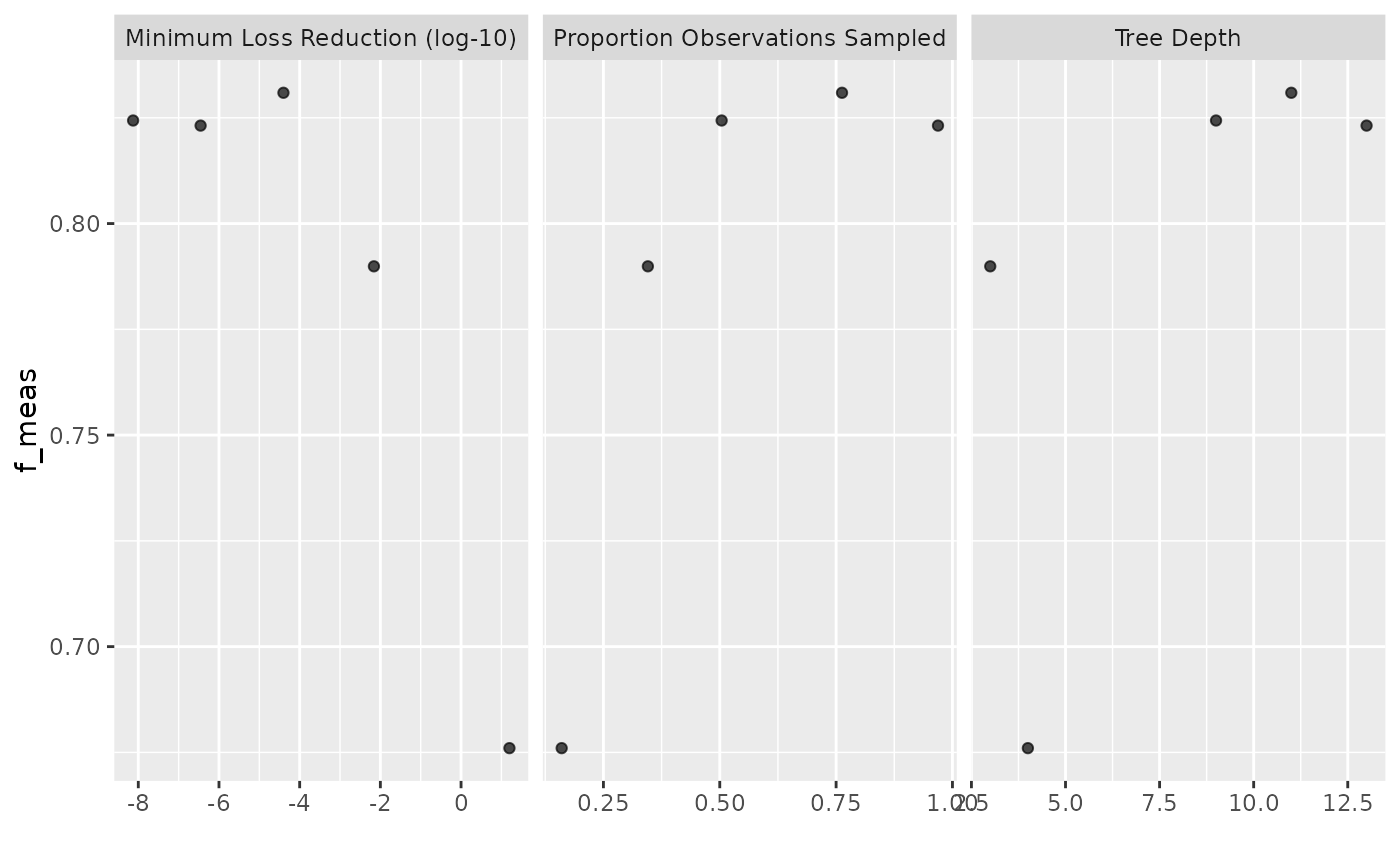 Minimum Loss Reduction (log-10) Proportion Observations Sampled Tree Depth
0.80
0.75
0.70
f_meas
-8 -6 -4 -2 0 0.25 0.50 0.75 1.00 2.5 5.0 7.5 10.0 12.5